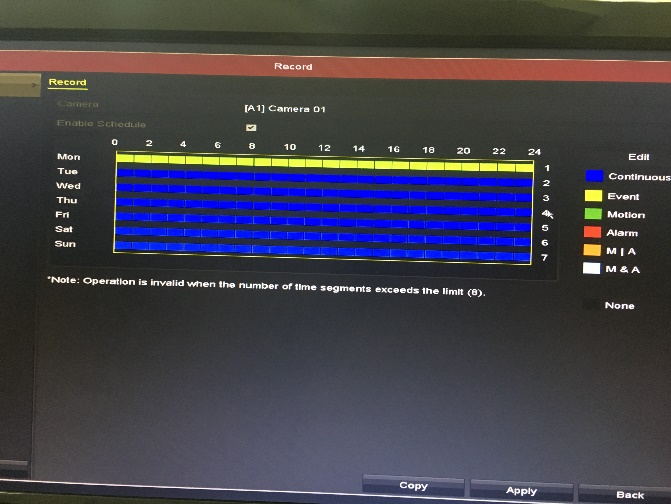 Record
Record
Camera [A1] Camera 01
Enable Schedule
0 2 4 6 8 10 12 14 16 18 20 22 24
Edit
Mon 1
Tue 2
Wed 3
Thu 4
Fri 5
Sat 6
Sun 7
Continuous
Event
Motion
Alarm
M | A
M & A
None
*Note: Operation is invalid when the number of time segments exceeds the limit (8).
Copy Apply Back